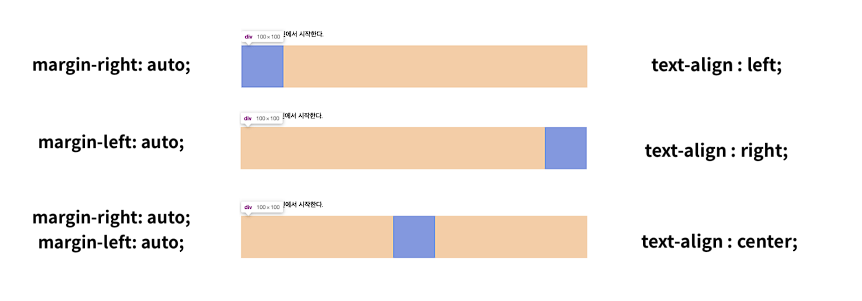 div 100 × 100 에서 시작한다.
margin-right: auto;
text-align : left;
div 100 × 100 에서 시작한다.
margin-left: auto;
text-align : right;
div 100 × 100 에서 시작한다.
margin-right: auto;
margin-left: auto;
text-align : center;